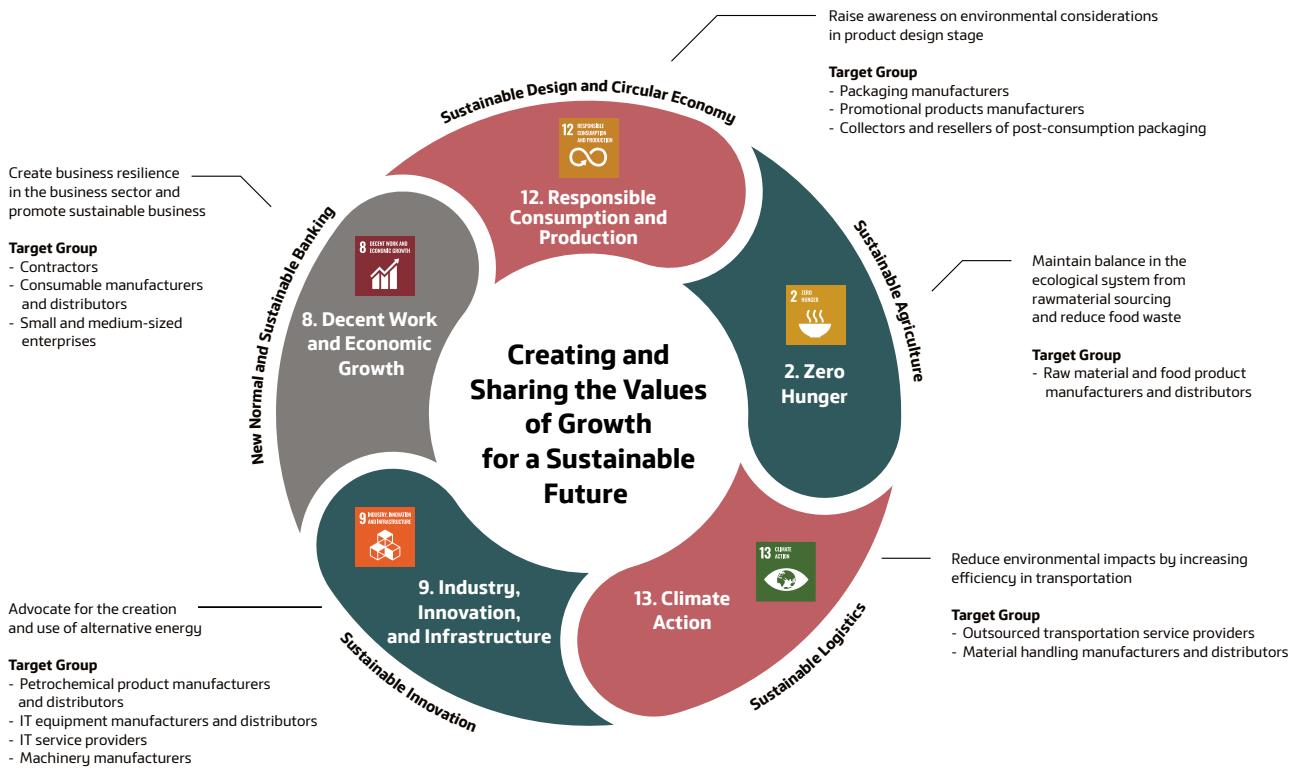 Raise awareness on environmental considerations
in product design stage
Target Group
- Packaging manufacturers
- Promotional products manufacturers
- Collectors and resellers of post-consumption packaging
Sustainable Design and Circular Economy
12 RESPONSIBLE
CONSUMPTION
AND PRODUCTION
12. Responsible
Consumption and
Production
Create business resilience
in the business sector and
promote sustainable business
Target Group
- Contractors
- Consumable manufacturers
and distributors
- Small and medium-sized
enterprises
New Normal and Sustainable Banking
8 DECENT WORK AND
ECONOMIC GROWTH
8. Decent Work
and Economic
Growth
Sustainable Agriculture
2 ZERO
HUNGER
2. Zero
Hunger
Maintain balance in the
ecological system from
rawmaterial sourcing
and reduce food waste
Target Group
- Raw material and food product
manufacturers and distributors
Creating and
Sharing the Values
of Growth
for a Sustainable
Future
9 INDUSTRY, INNOVATION
AND INFRASTRUCTURE
9. Industry,
Innovation,
and Infrastructure
Sustainable Innovation
Advocate for the creation
and use of alternative energy
Target Group
- Petrochemical product manufacturers
and distributors
- IT equipment manufacturers and distributors
- IT service providers
- Machinery manufacturers
13 CLIMATE
ACTION
13. Climate
Action
Sustainable Logistics
Reduce environmental impacts by increasing
efficiency in transportation
Target Group
- Outsourced transportation service providers
- Material handling manufacturers and distributors